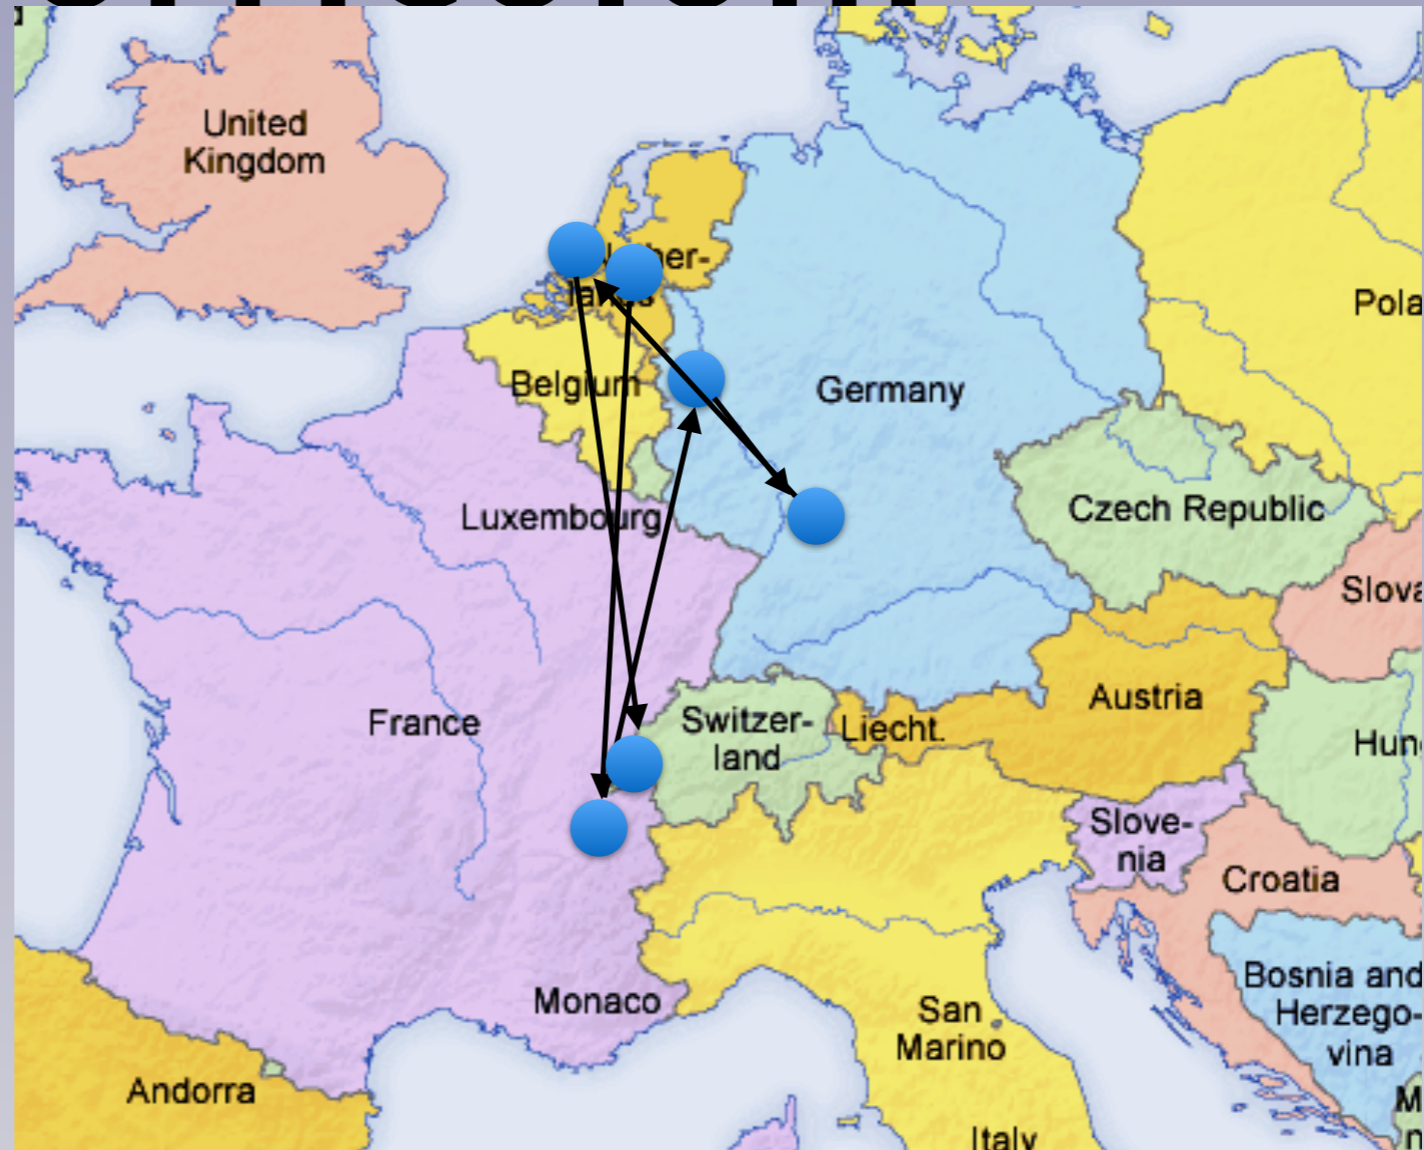 United
Kingdom
Pola
Belgium
Germany
Luxembourg
Czech Republic
Slova
France
Switzer-
land
Liecht.
Austria
Hun
Slove-
nia
Croatia
Monaco
San
Marino
Bosnia and
Herzego-
vina
Andorra
Italy